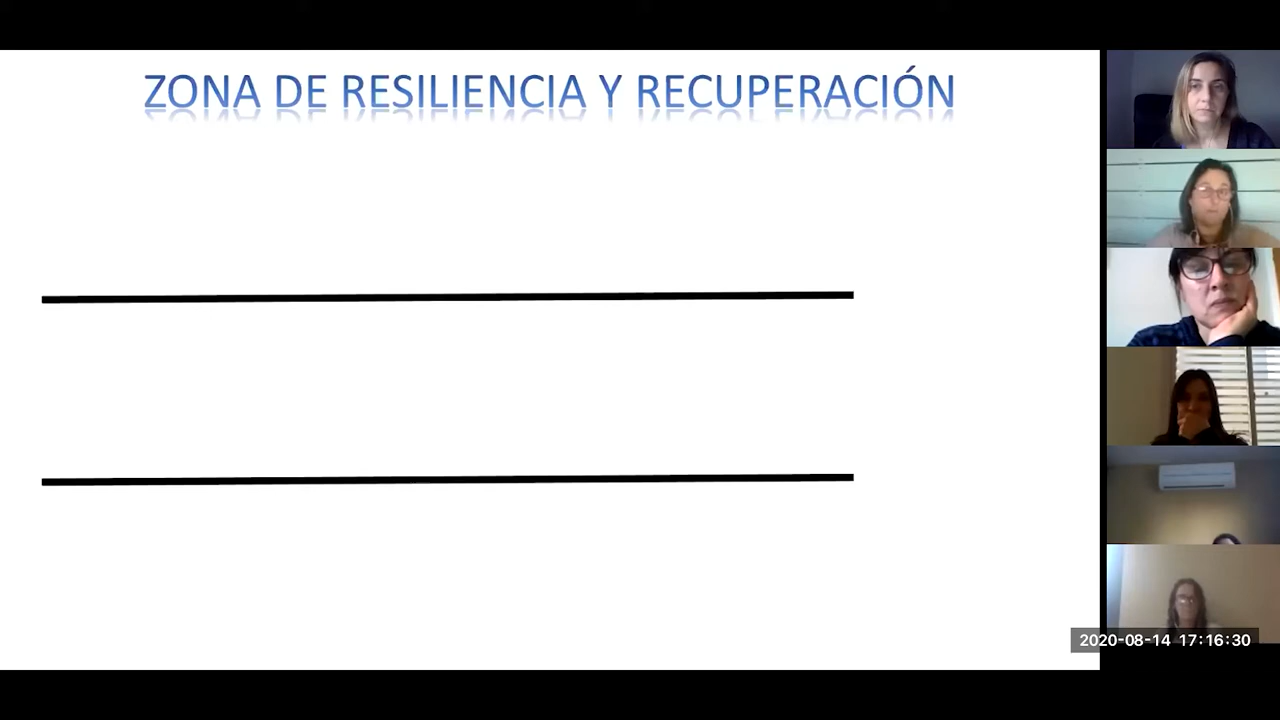 ZONA DE RESILIENCIA Y RECUPERACIÓN
2020-08-14 17:16:30